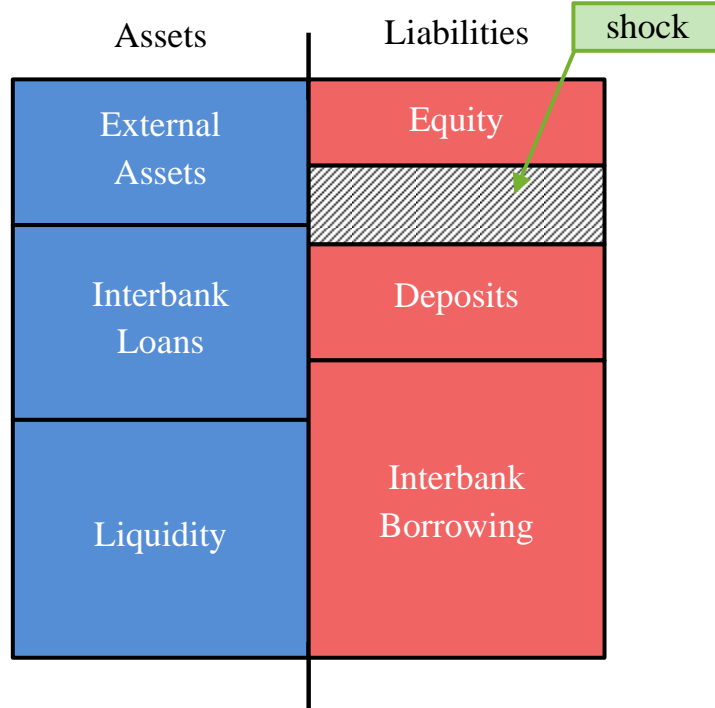 Assets
Liabilities
shock
External
Assets
Equity
Interbank
Loans
Deposits
Liquidity
Interbank
Borrowing